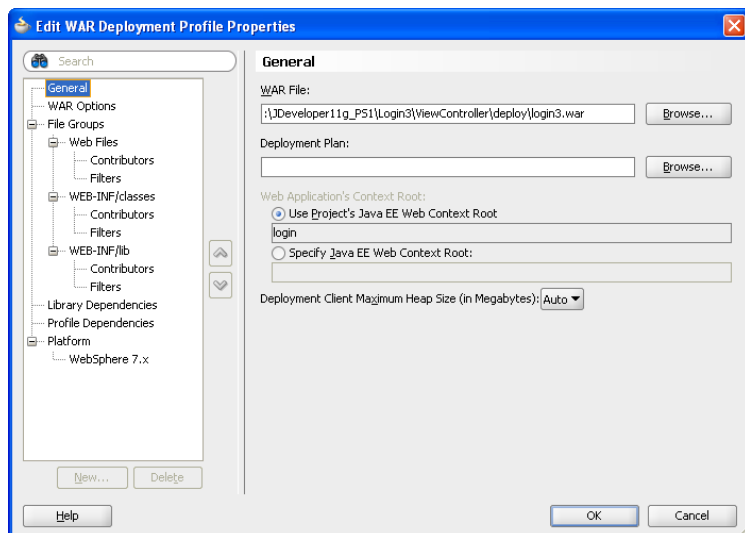 Edit WAR Deployment Profile Properties
Search
General
WAR Options
File Groups
Web Files
Contributors
Filters
WEB-INF/classes
Contributors
Filters
WEB-INF/lib
Contributors
Filters
Library Dependencies
Profile Dependencies
Platform
WebSphere 7.x
New...
Delete
General
WAR File:
:\JDeveloper11g_PS1\Login3\ViewController\deploy\login3.war
Browse...
Deployment Plan:
Browse...
Web Application's Context Root:
Use Project's Java EE Web Context Root
login
Specify Java EE Web Context Root:
Deployment Client Maximum Heap Size (in Megabytes): Auto
Help
OK
Cancel